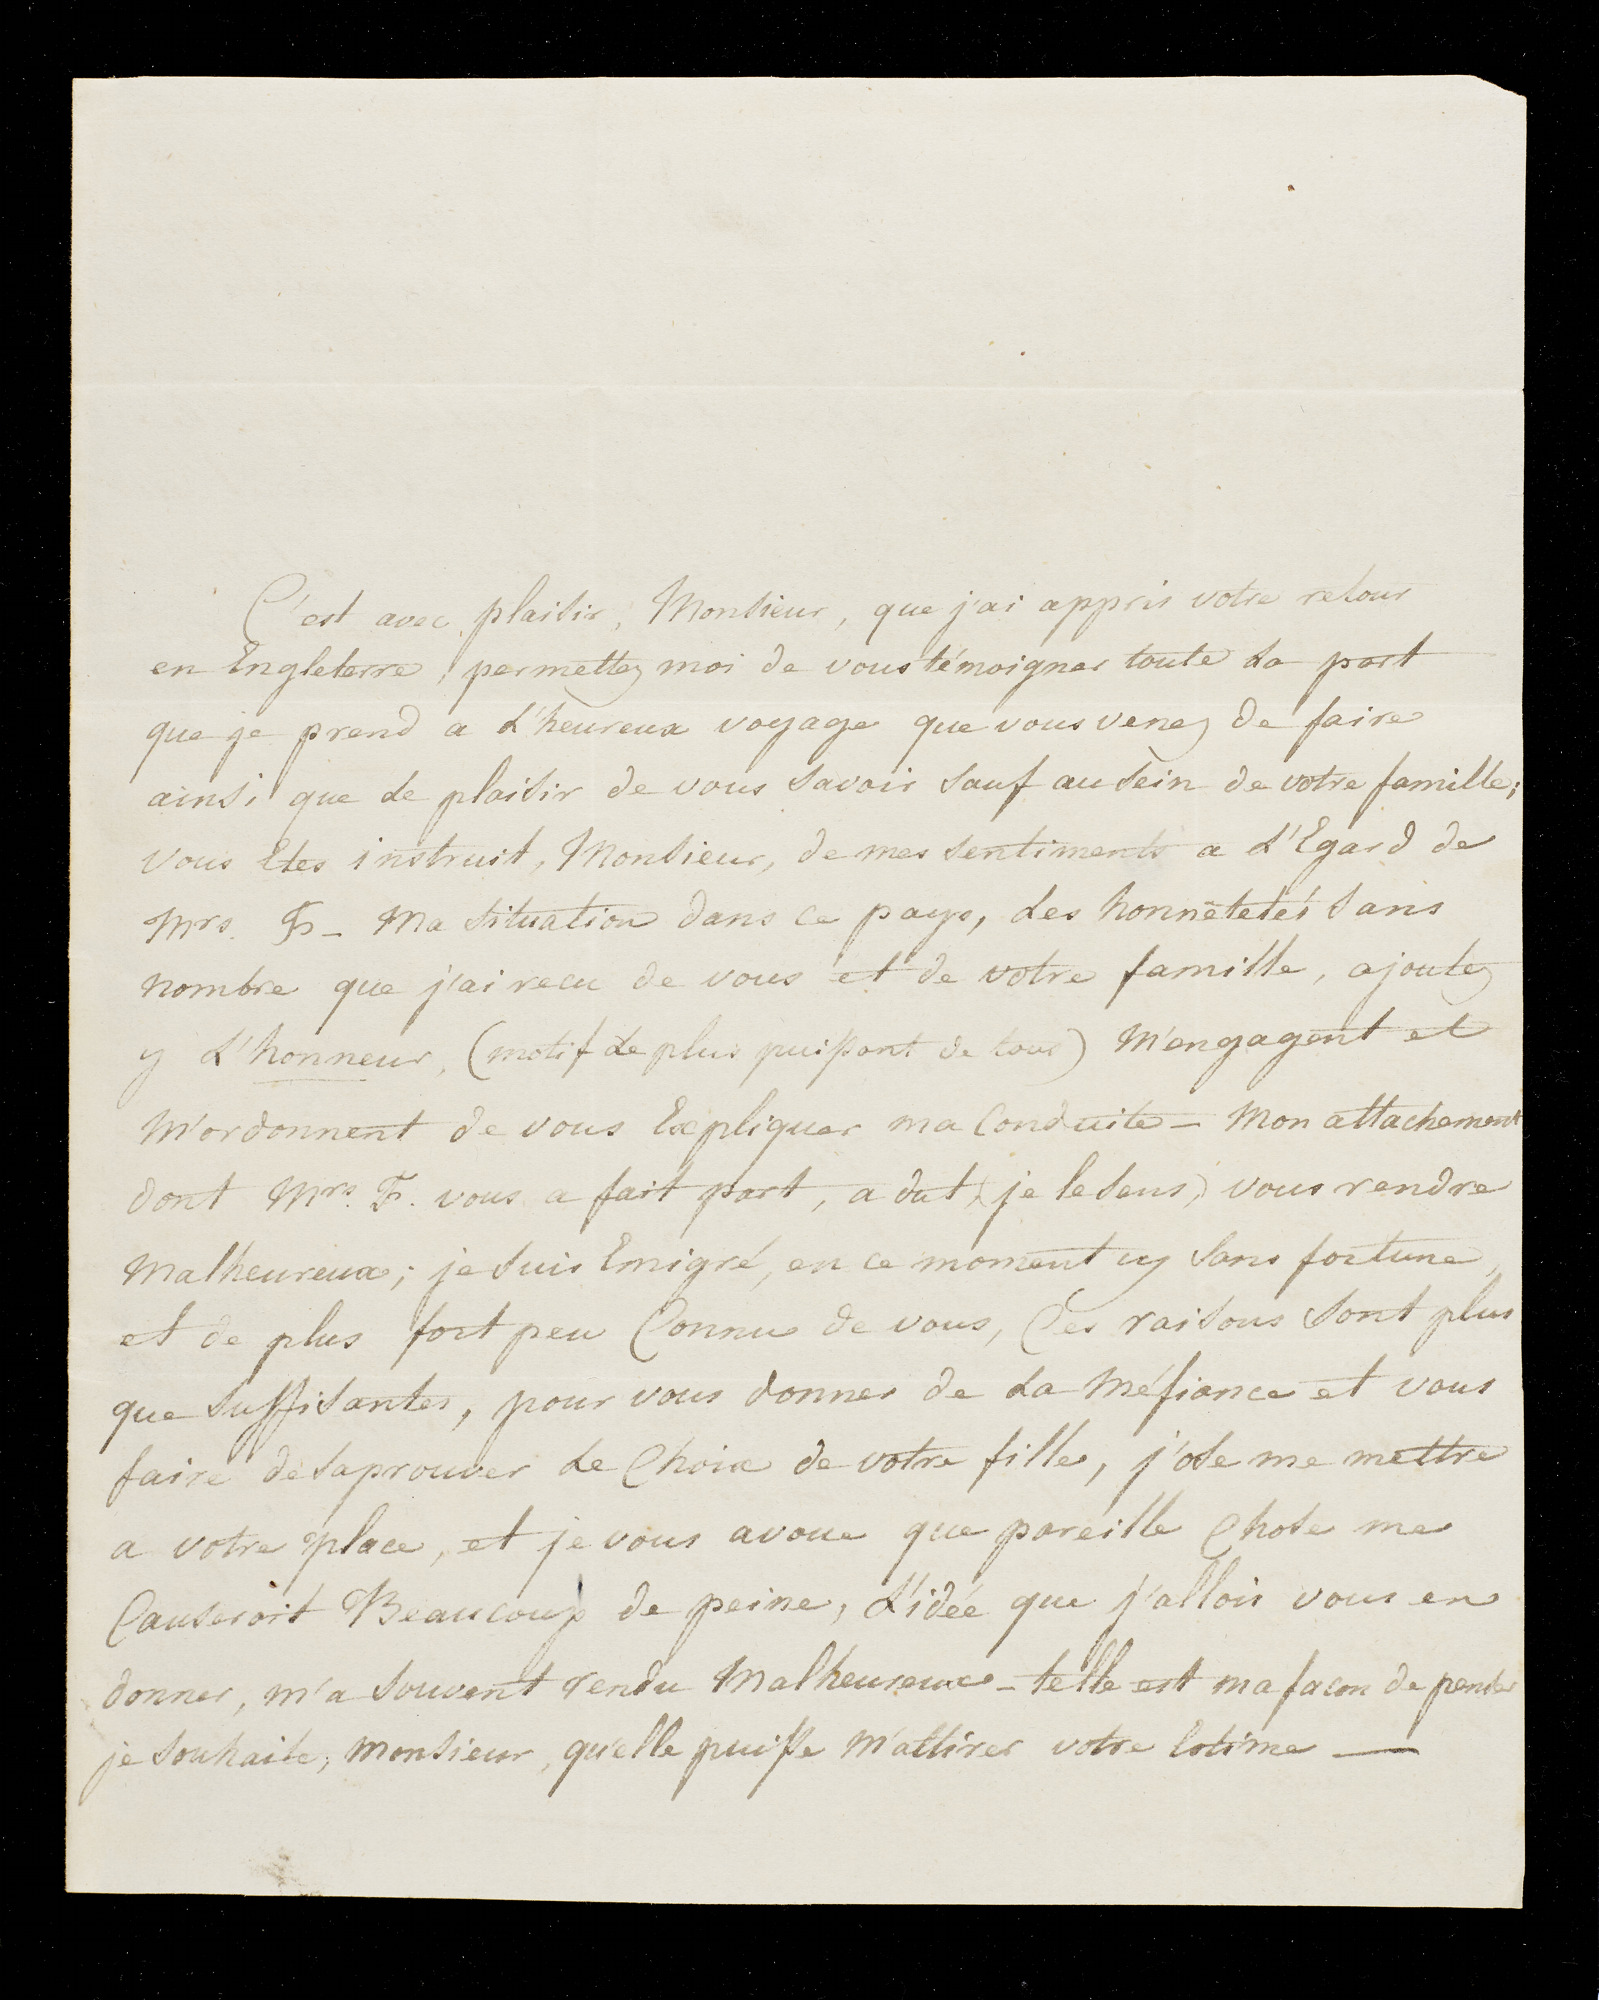 C'est avec plaisir, Monsieur, que j'ai appris votre retour
en Engleterre, permettez moi de vous témoigner toute la part
que je prend a l'heureux voyage que vous venez de faire
ainsi que le plaisir de vous savoir sauf au sein de votre famille;
vous Etes instruit, Monsieur, de mes sentiments a l'Egard de
Mrs. F_ Ma situation dans ce pays, les honnêtetés sans
nombre que j'ai recu de vous et de votre famille, ajoutez
y l'honneur, (motif le plus puissant de tous) m'engagent et
m'ordonnent de vous Expliquer ma Conduite_ Mon attachement
dont Mrs. F. vous a fait part, a dut (je le sens) vous rendre
Malheureux; je suis Emigré, en ce moment icy sans fortune,
et de plus fort peu Connu de vous, Ces raisons sont plus
que suffisantes, pour vous donner de la méfiance et vous
faire desaprouver le Choix de votre fille, j'ose me mettre
a votre place, et je vous avoue que pareille Chose me
Causeroit Beaucoup de peine, L'idée que j'allois vous en
donner, m'a souvent rendu Malheureux_ telle est ma facon de penser
je souhaite, monsieur, qu'elle puisse m'attirer votre Estime —